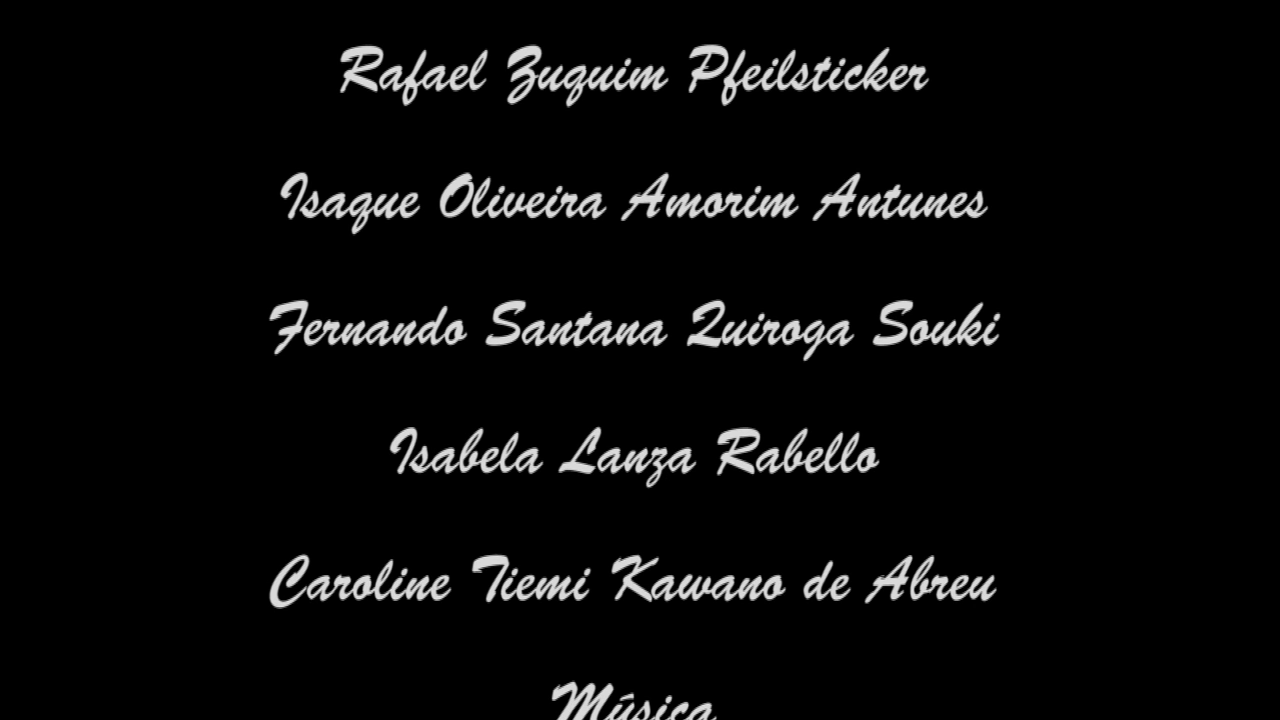 Rafael Zuquim Pfeilsticker
Isaque Oliveira Amorim Antunes
Fernando Santana Quiroga Souki
Isabela Lanza Rabello
Caroline Tiemi Kawano de Abreu
Música